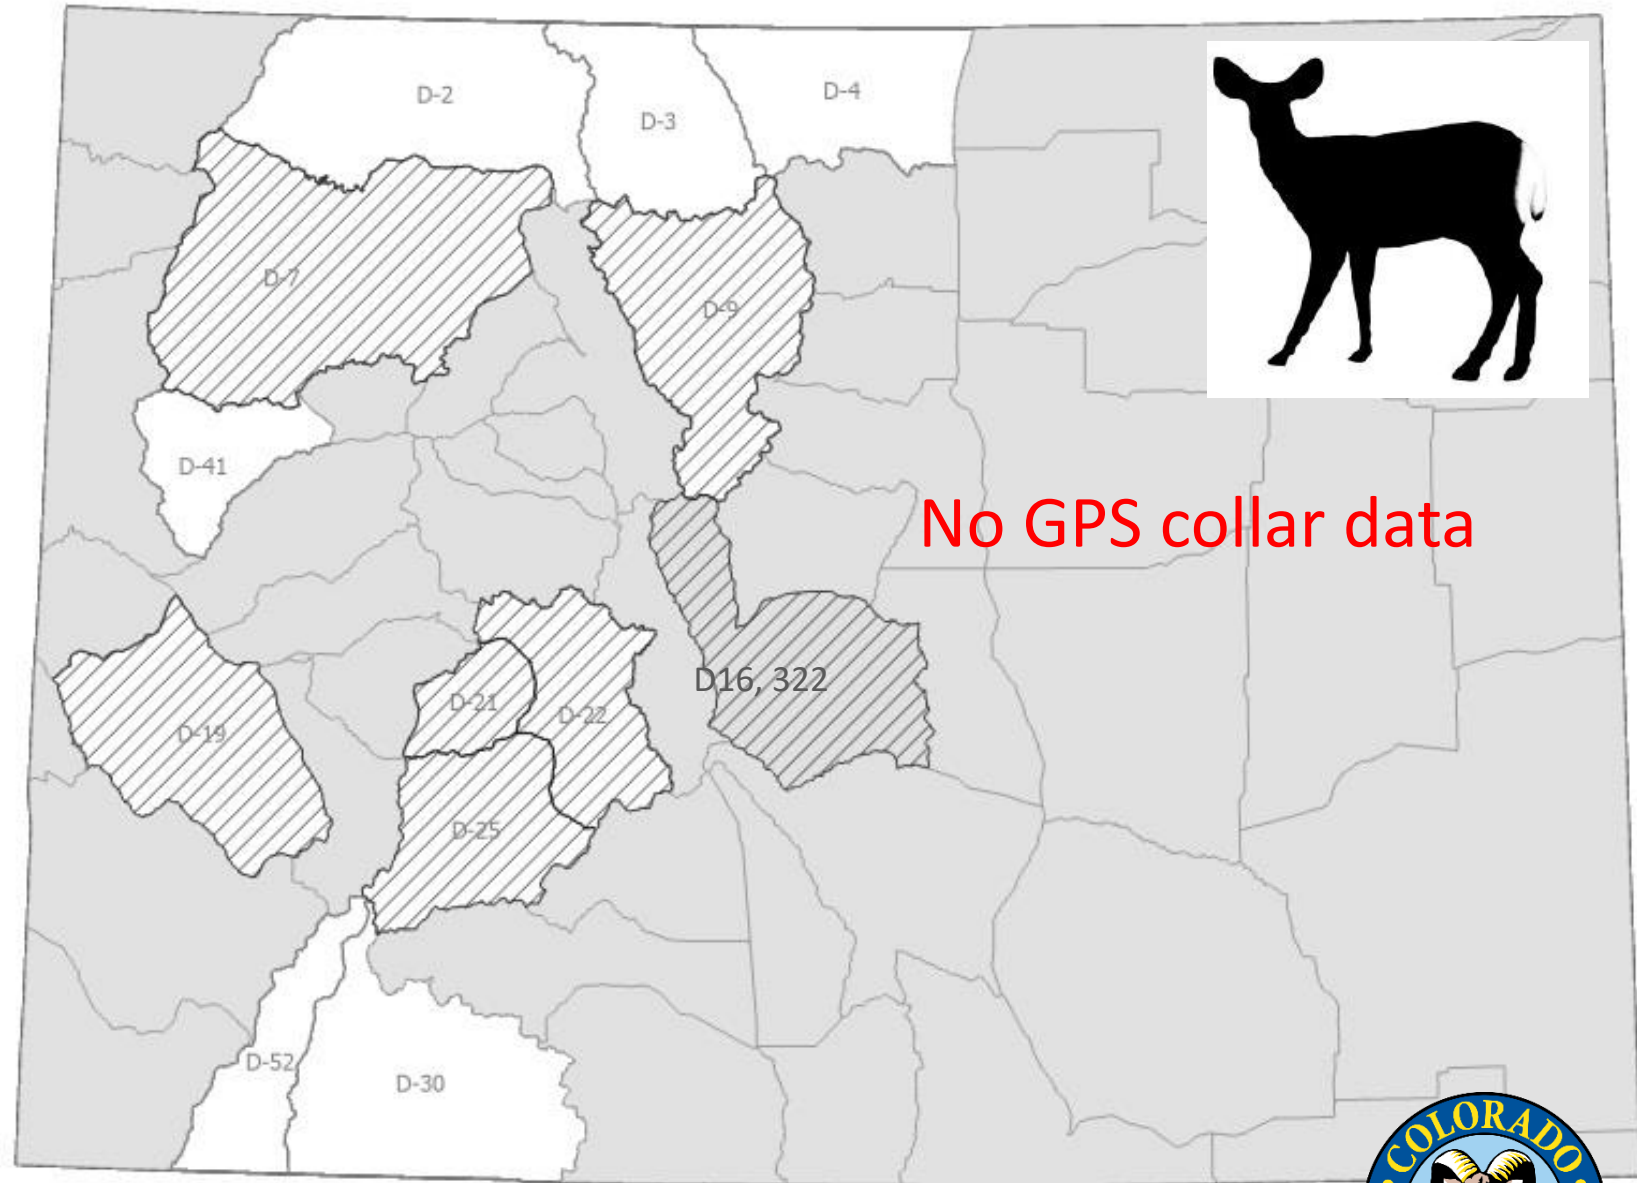 D-2
D-3
D-4
D-7
D-9
D-41
No GPS collar data
D16, 322
D-21
D-22
D-19
D-25
D-52
D-30
COLORADO